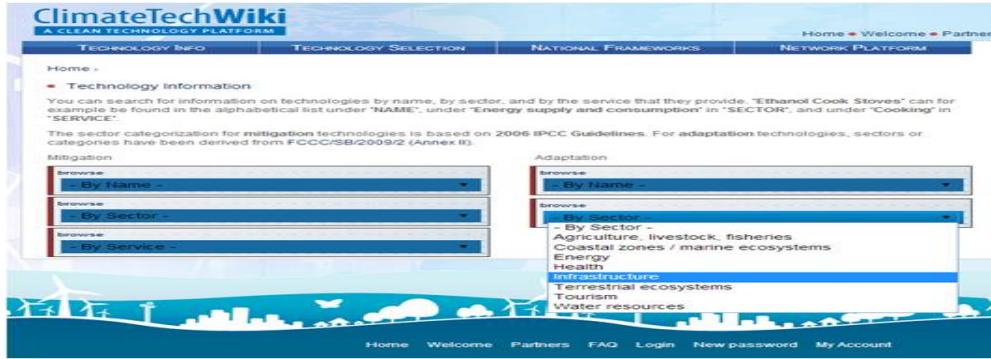 ClimateTechWiki
A CLEAN TECHNOLOGY PLATFORM
Home • Welcome • Partner
TECHNOLOGY INFO TECHNOLOGY SELECTION NATIONAL FRAMEWORKS NETWORK PLATFORM
Home ›
• Technology Information
You can search for information on technologies by name, by sector, and by the service that they provide. "Ethanol Cook Stoves" can for
example be found in the alphabetical list under "NAME", under "Energy supply and consumption" in "SECTOR", and under "Cooking" in
"SERVICE".
The sector categorization for mitigation technologies is based on 2006 IPCC Guidelines. For adaptation technologies, sectors or
categories have been derived from FCCC/SB/2009/2 (Annex II).
Mitigation
browse
- By Name -
browse
- By Sector -
browse
- By Service -
Adaptation
browse
- By Name -
browse
- By Sector -
- By Sector -
Agriculture, livestock, fisheries
Coastal zones / marine ecosystems
Energy
Health
Infrastructure
Terrestrial ecosystems
Tourism
Water resources
Home Welcome Partners FAQ Login New password My Account